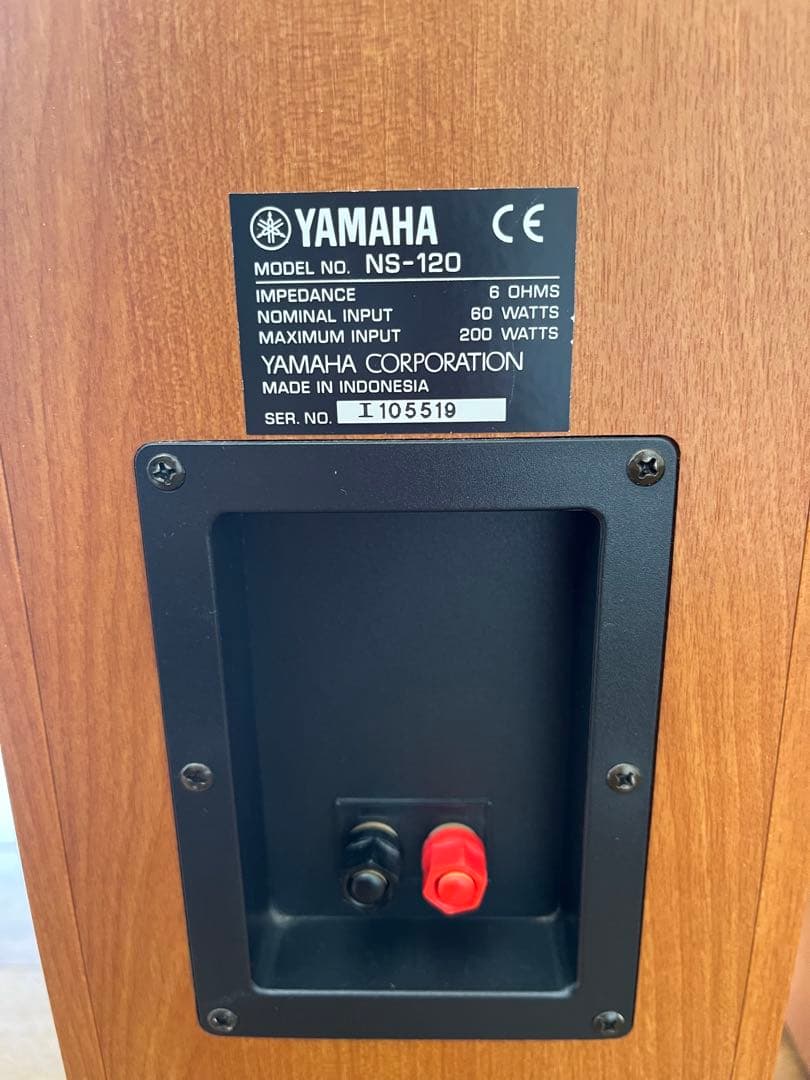 YAMAHA CE
MODEL NO. NS-120
IMPEDANCE 6 OHMS
NOMINAL INPUT 60 WATTS
MAXIMUM INPUT 200 WATTS
YAMAHA CORPORATION
MADE IN INDONESIA
SER. NO. I105519